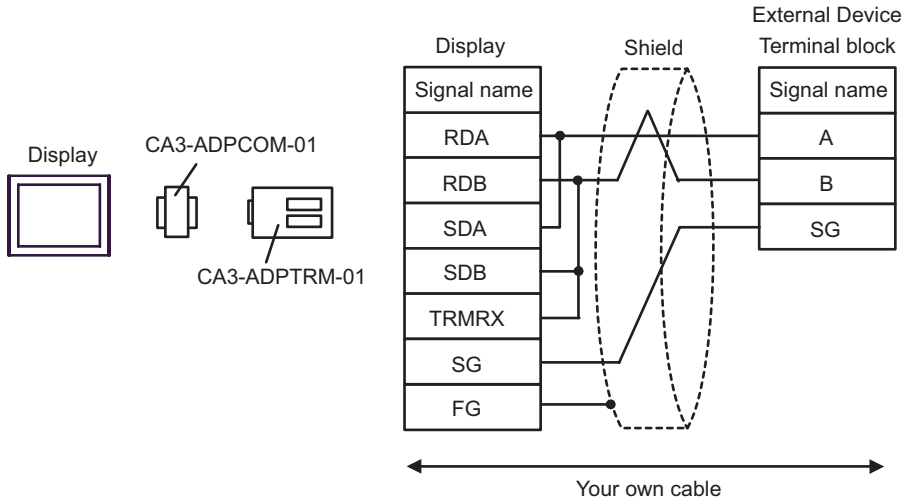 Display
CA3-ADPCOM-01
CA3-ADPTRM-01
Display
Signal name
RDA
RDB
SDA
SDB
TRMRX
SG
FG
Shield
External Device
Terminal block
Signal name
A
B
SG
Your own cable